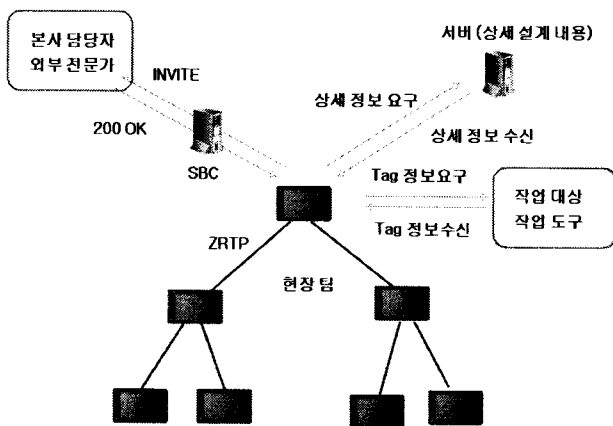 본사 담당자
외부 전문가
INVITE
200 OK
SBC
서버 (상세 설계 내용)
상세 정보 요구
상세 정보 수신
Tag 정보요구
Tag 정보수신
작업 대상
작업 도구
ZRTP
현장 팀